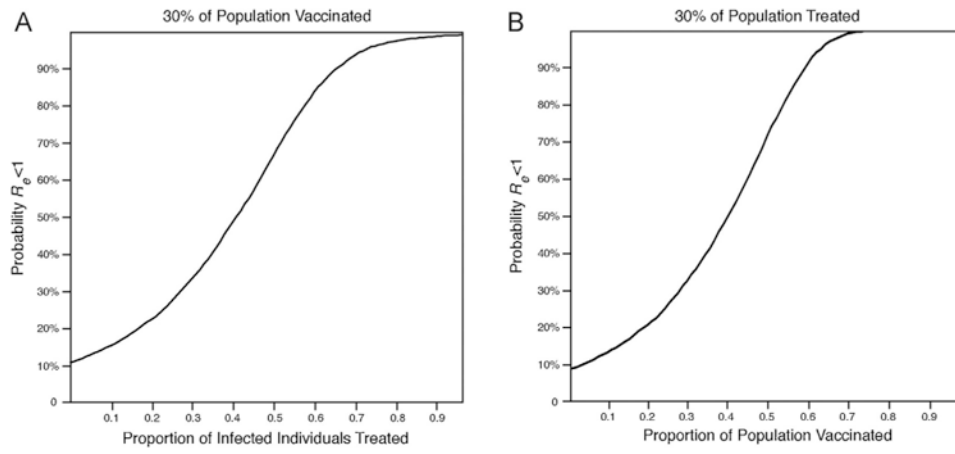 A
30% of Population Vaccinated
Probability Re<1
90%
80%
70%
60%
50%
40%
30%
20%
10%
0
0.1 0.2 0.3 0.4 0.5 0.6 0.7 0.8 0.9
Proportion of Infected Individuals Treated
B
30% of Population Treated
Probability Re<1
90%
80%
70%
60%
50%
40%
30%
20%
10%
0
0.1 0.2 0.3 0.4 0.5 0.6 0.7 0.8 0.9
Proportion of Population Vaccinated